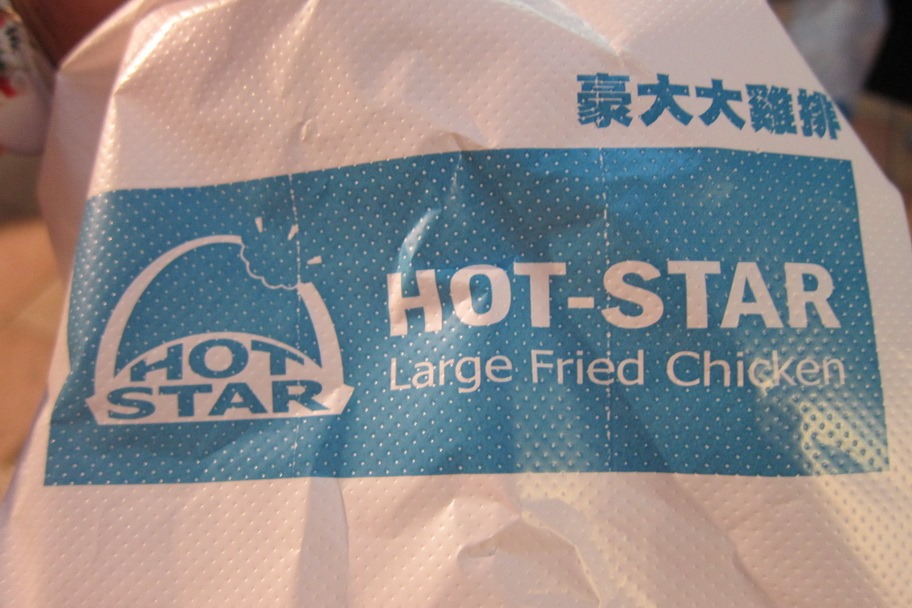 豪大大雞排
HOT
STAR
HOT-STAR
Large Fried Chicken